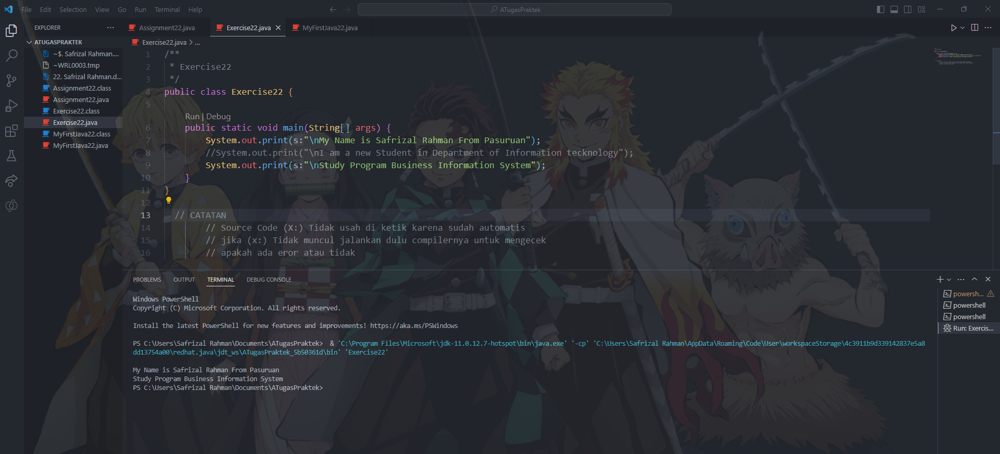 File Edit Selection View Go Run Terminal Help
ATugasPraktek
EXPLORER
ATUGASPRAKTEK
~$. Safrizal Rahman....
~WRL0003.tmp
22. Safrizal Rahman.d...
Assignment22.class
Assignment22.java
Exercise22.class
Exercise22.java
MyFirstJava22.class
MyFirstJava22.java
Assignment22.java Exercise22.java MyFirstJava22.java
Exercise22.java > ...
1 /**
2 * Exercise22
3 */
4 public class Exercise22 {
5
Run | Debug
6 public static void main(String[] args) {
7 System.out.print(s:"\nMy Name is Safrizal Rahman From Pasuruan");
8 //System.out.print("\nI am a new Student in Department of Information tecknology");
9 System.out.print(s:"\nStudy Program Business Information System");
10 }
11 }
12
13 // CATATAN
14 // Source Code (X:) Tidak usah di ketik karena sudah automatis
15 // jika (x:) Tidak muncul jalankan dulu compilernya untuk mengecek
16 // apakah ada eror atau tidak
PROBLEMS OUTPUT TERMINAL DEBUG CONSOLE
Windows PowerShell
Copyright (C) Microsoft Corporation. All rights reserved.
Install the latest PowerShell for new features and improvements! https://aka.ms/PSWindows
PS C:\Users\Safrizal Rahman\Documents\ATugasPraktek> & 'C:\Program Files\Microsoft\jdk-11.0.12.7-hotspot\bin\java.exe' '-cp' 'C:\Users\Safrizal Rahman\AppData\Roaming\Code\User\workspaceStorage\4c3911b9d339142837e5a8
dd13754a00\redhat.java\jdt_ws\ATugasPraktek_5b50361d\bin' 'Exercise22'
My Name is Safrizal Rahman From Pasuruan
Study Program Business Information System
PS C:\Users\Safrizal Rahman\Documents\ATugasPraktek>
powersh...
powershell
powershell
Run: Exercis...